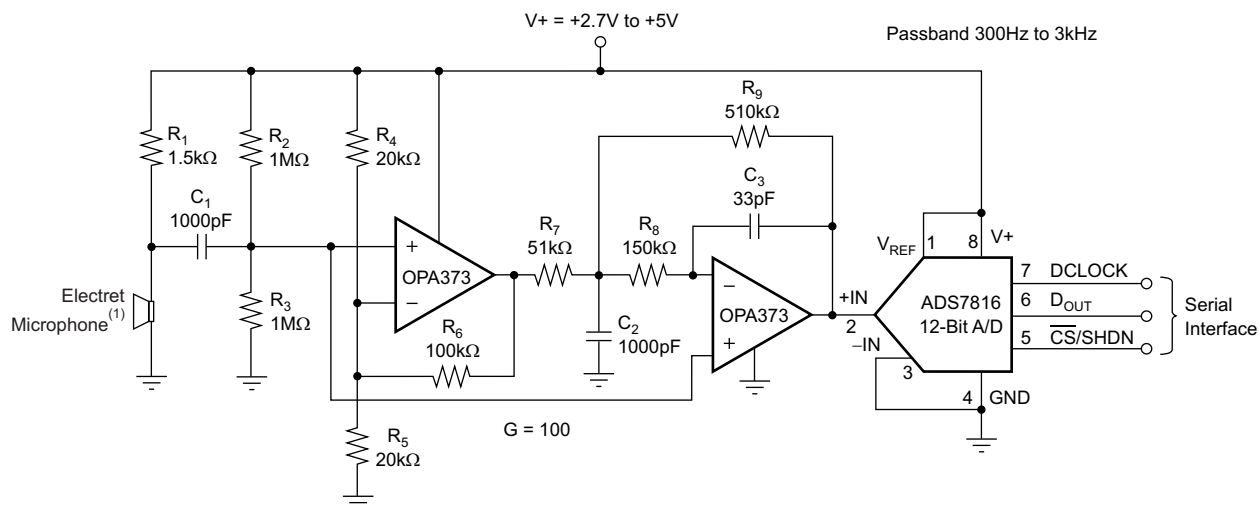 V+ = +2.7V to +5V
Passband 300Hz to 3kHz
R1
1.5kΩ
R2
1MΩ
R4
20kΩ
R9
510kΩ
C3
33pF
C1
1000pF
R7
51kΩ
R8
150kΩ
VREF
1
8
V+
+
OPA373
−
Electret
Microphone(1)
R3
1MΩ
R6
100kΩ
C2
1000pF
−
OPA373
+
+IN
2
−IN
3
ADS7816
12-Bit A/D
7
DCLOCK
6
DOUT
5
CS/SHDN
Serial
Interface
4
GND
G = 100
R5
20kΩ